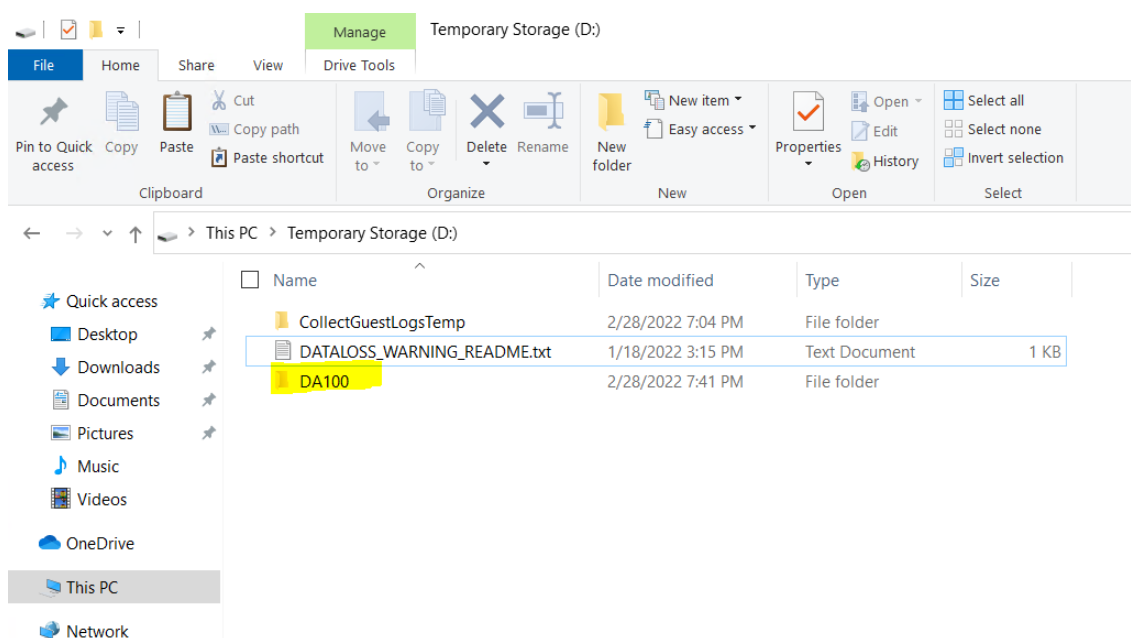 Manage Temporary Storage (D:)
File Home Share View Drive Tools
Pin to Quick access
Copy
Paste
Cut
Copy path
Paste shortcut
Clipboard
Move to
Copy to
Delete
Rename
Organize
New folder
New item
Easy access
New
Properties
Open
Edit
History
Open
Select all
Select none
Invert selection
Select
This PC > Temporary Storage (D:)
Name Date modified Type Size
CollectGuestLogsTemp 2/28/2022 7:04 PM File folder
DATALOSS_WARNING_README.txt 1/18/2022 3:15 PM Text Document 1 KB
DA100 2/28/2022 7:41 PM File folder
Quick access
Desktop
Downloads
Documents
Pictures
Music
Videos
OneDrive
This PC
Network